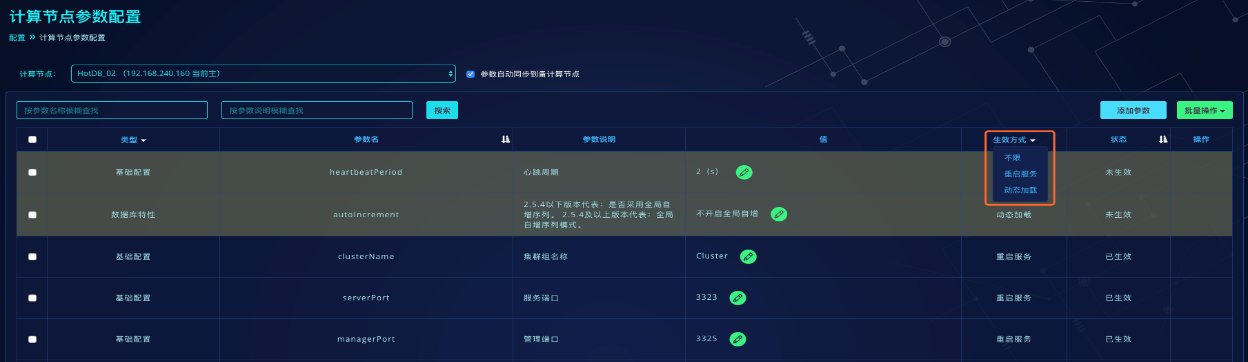 计算节点参数配置
配置 » 计算节点参数配置
计算节点: HotDB_02 (192.168.240.160 当前主) 参数自动同步到备计算节点
按参数名称模糊查找 按参数说明模糊查找 搜索 添加参数 批量操作
类型 参数名 参数说明 值 生效方式 状态 操作
不限
重启服务
动态加载
基础配置 heartbeatPeriod 心跳周期 2 (s) 未生效
数据库特性 autoIncrement 2.5.4以下版本代表: 是否采用全局自
增序列。 2.5.4及以上版本代表: 全局
自增序列模式。 不开启全局自增 动态加载 未生效
基础配置 clusterName 集群组名称 Cluster 重启服务 已生效
基础配置 serverPort 服务端口 3323 重启服务 已生效
基础配置 managerPort 管理端口 3325 重启服务 已生效